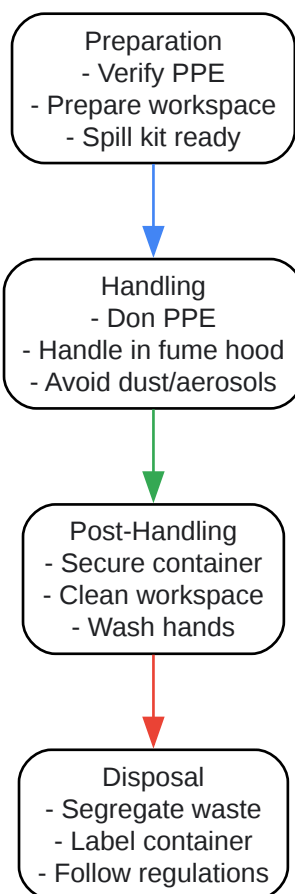 Preparation
- Verify PPE
- Prepare workspace
- Spill kit ready
Handling
- Don PPE
- Handle in fume hood
- Avoid dust/aerosols
Post-Handling
- Secure container
- Clean workspace
- Wash hands
Disposal
- Segregate waste
- Label container
- Follow regulations